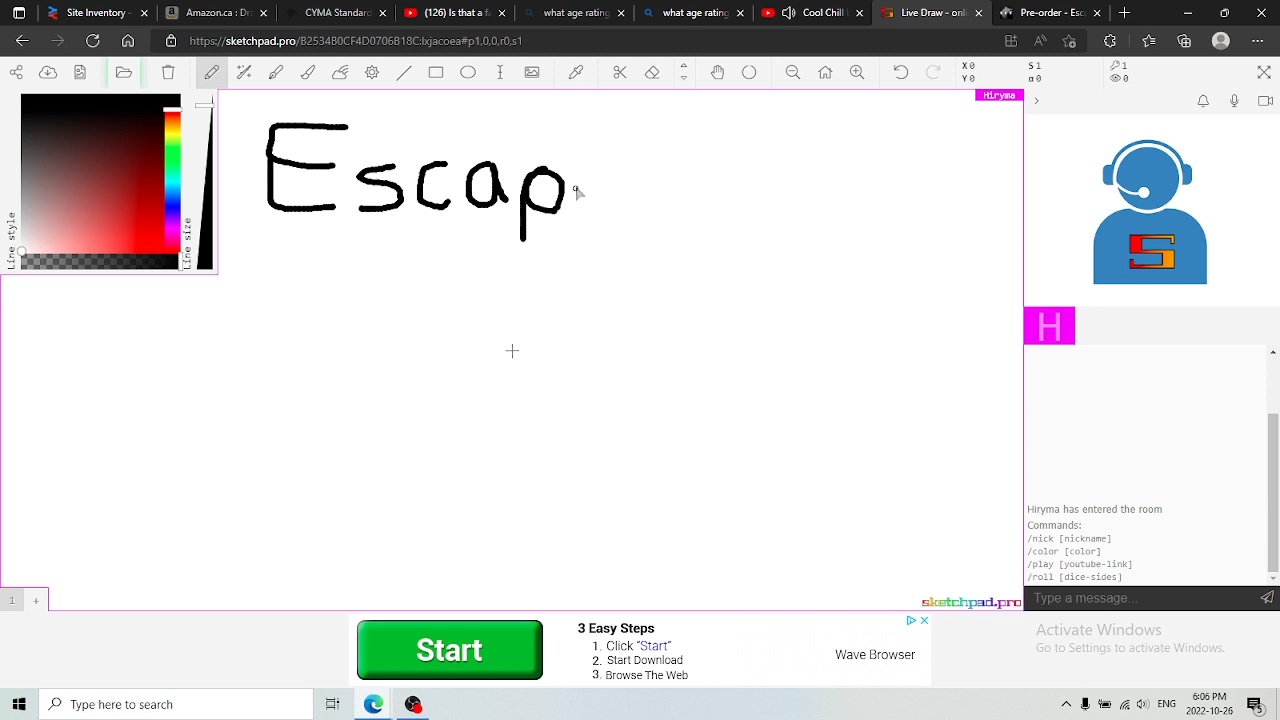 Site Inventory -
Amazon.ca : Dr
CYMA Standard
(126) Is that a r
what age rating
what age rating
Cool Chill
Live Draw - onl
Pre-order - Esc
https://sketchpad.pro/B2534B0CF4D0706B18C:lxjacoea#p1,0,0,r0,s1
X 0
Y 0
S 1
α 0
1
0
Hiryma
Line style
Line size
Escap
H
Hiryma has entered the room
Commands:
/nick [nickname]
/color [color]
/play [youtube-link]
/roll [dice-sides]
1 +
sketchpad.pro
Type a message...
Start
3 Easy Steps
1. Click “Start”
2. Start Download
3. Browse The Web
Wave Browser
Activate Windows
Go to Settings to activate Windows.
Type here to search
ENG
6:05 PM
2022-10-26